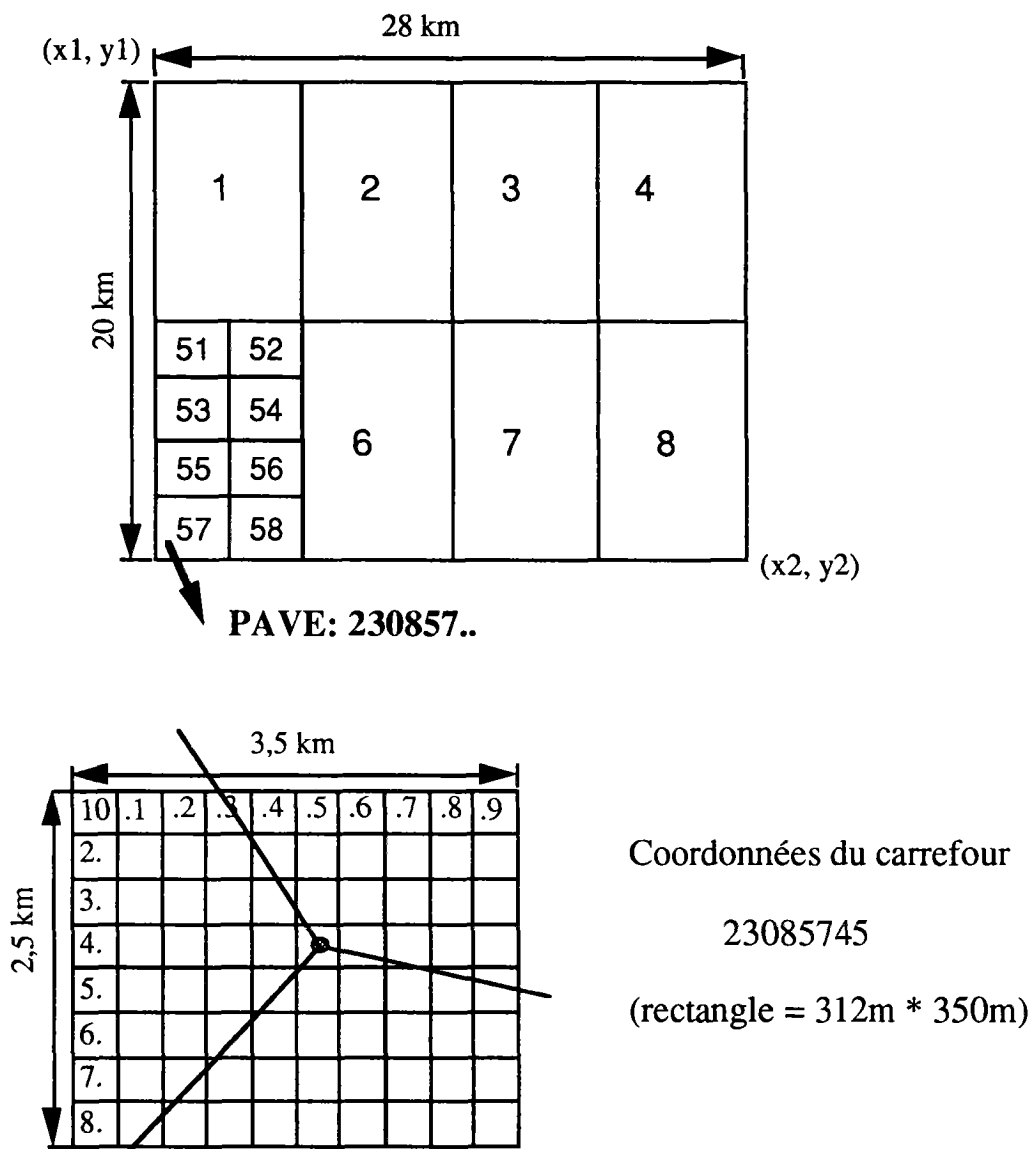 28 km
(x1, y1)
1 2 3 4
20 km
51 52
53 54
6 7 8
55 56
57 58
(x2, y2)
PAVE: 230857..
3,5 km
10 .1 .2 .3 .4 .5 .6 .7 .8 .9
2.
3.
4.
5.
6.
7.
8.
2,5 km
Coordonnées du carrefour
23085745
(rectangle = 312m * 350m)